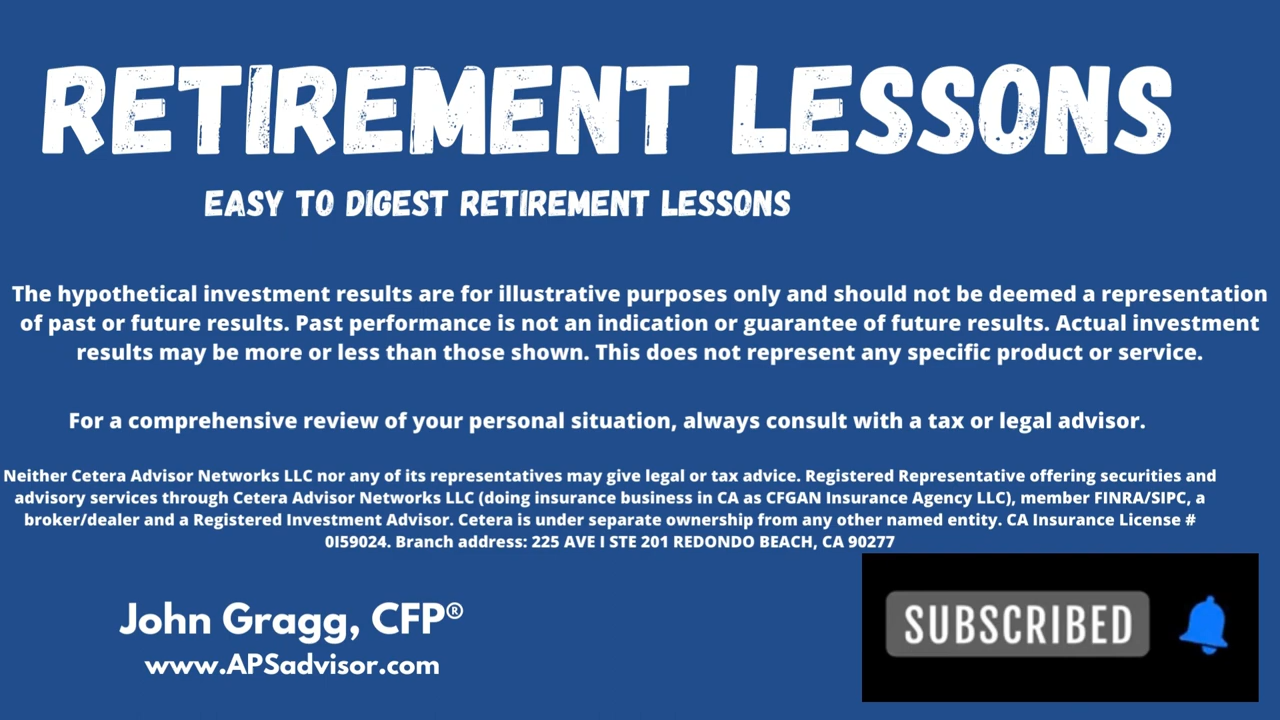 RETIREMENT LESSONS
EASY TO DIGEST RETIREMENT LESSONS
The hypothetical investment results are for illustrative purposes only and should not be deemed a representation
of past or future results. Past performance is not an indication or guarantee of future results. Actual investment
results may be more or less than those shown. This does not represent any specific product or service.
For a comprehensive review of your personal situation, always consult with a tax or legal advisor.
Neither Cetera Advisor Networks LLC nor any of its representatives may give legal or tax advice. Registered Representative offering securities and
advisory services through Cetera Advisor Networks LLC (doing insurance business in CA as CFGAN Insurance Agency LLC), member FINRA/SIPC, a
broker/dealer and a Registered Investment Advisor. Cetera is under separate ownership from any other named entity. CA Insurance License #
0I59024. Branch address: 225 AVE I STE 201 REDONDO BEACH, CA 90277
John Gragg, CFP®
www.APSadvisor.com
SUBSCRIBED